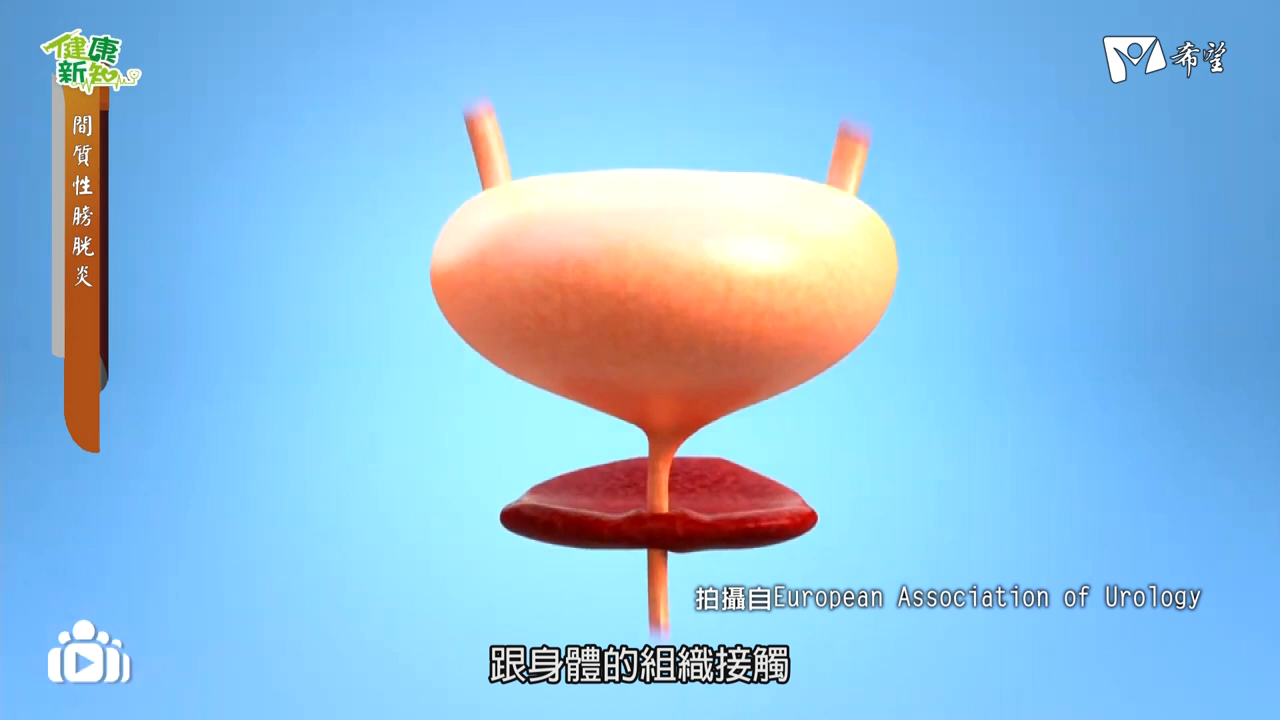 健康
新知
希望
間質性膀胱炎
拍攝自European Association of Urology
跟身體的組織接觸